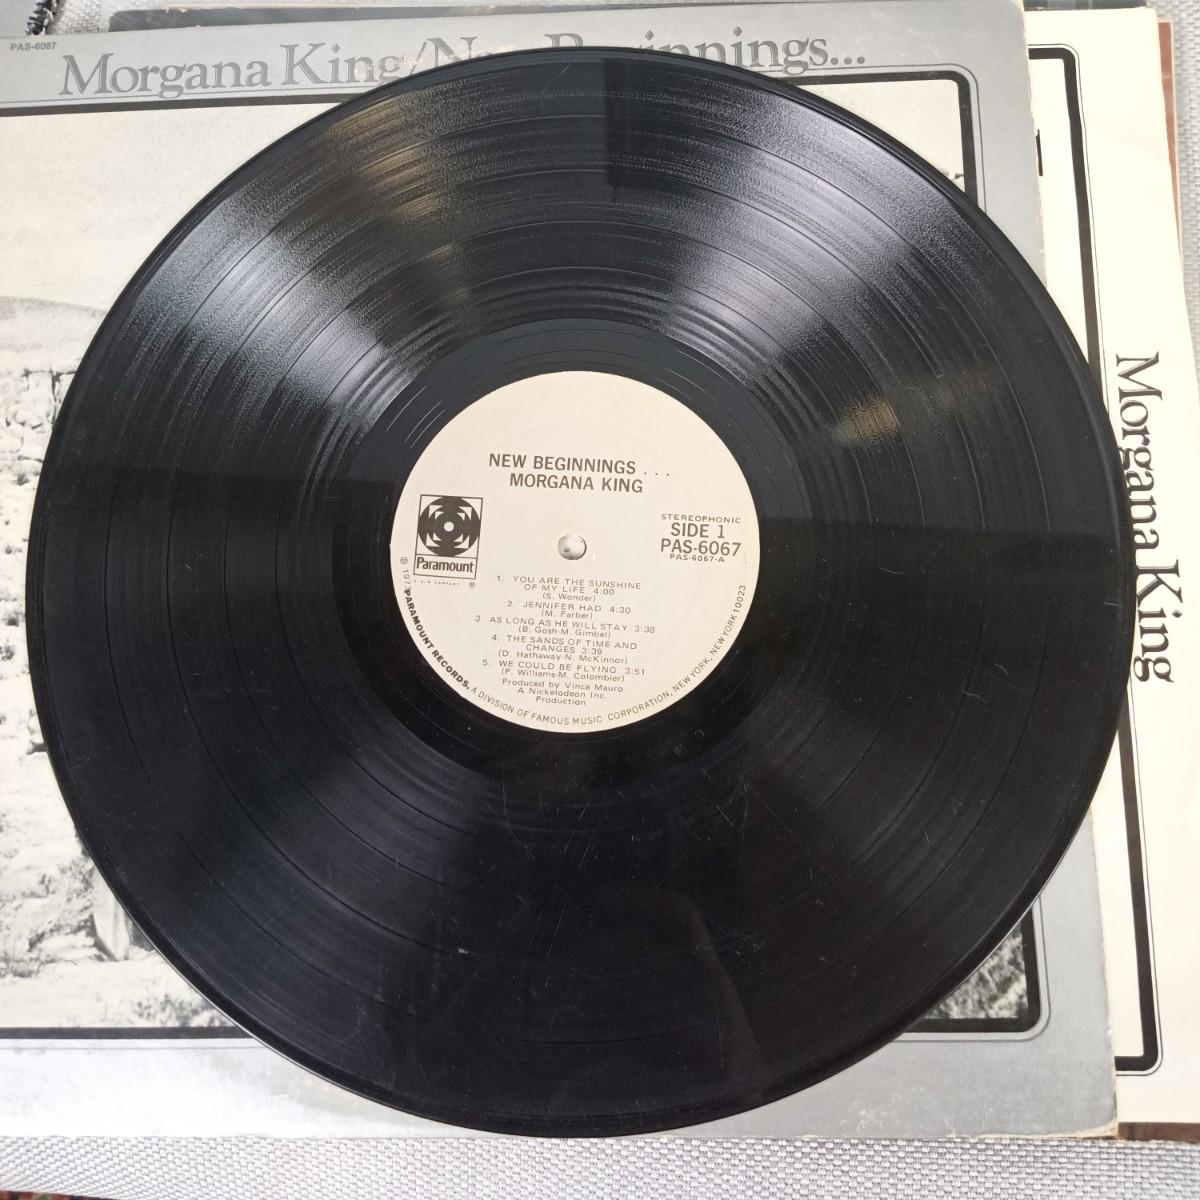 PAS-6067
Morgana King/New Beginnings...
Morgana King
NEW BEGINNINGS . . .
MORGANA KING
STEREOPHONIC
SIDE 1
PAS-6067
PAS-6067-A
Paramount
®
1. YOU ARE THE SUNSHINE
OF MY LIFE 4:00
(S. Wonder)
2. JENNIFER HAD 4:30
(M. Farber)
3. AS LONG AS HE WILL STAY 3:38
(B. Gosh-M. Gimbel)
4. THE SANDS OF TIME AND
CHANGES 3:39
(D. Hathaway-N. McKinnor)
5. WE COULD BE FLYING 3:51
(P. Williams-M. Colombier)
Produced by Vince Mauro
A Nickelodeon Inc.
Production
PARAMOUNT RECORDS, A DIVISION OF FAMOUS MUSIC CORPORATION, NEW YORK, NEW YORK 10023